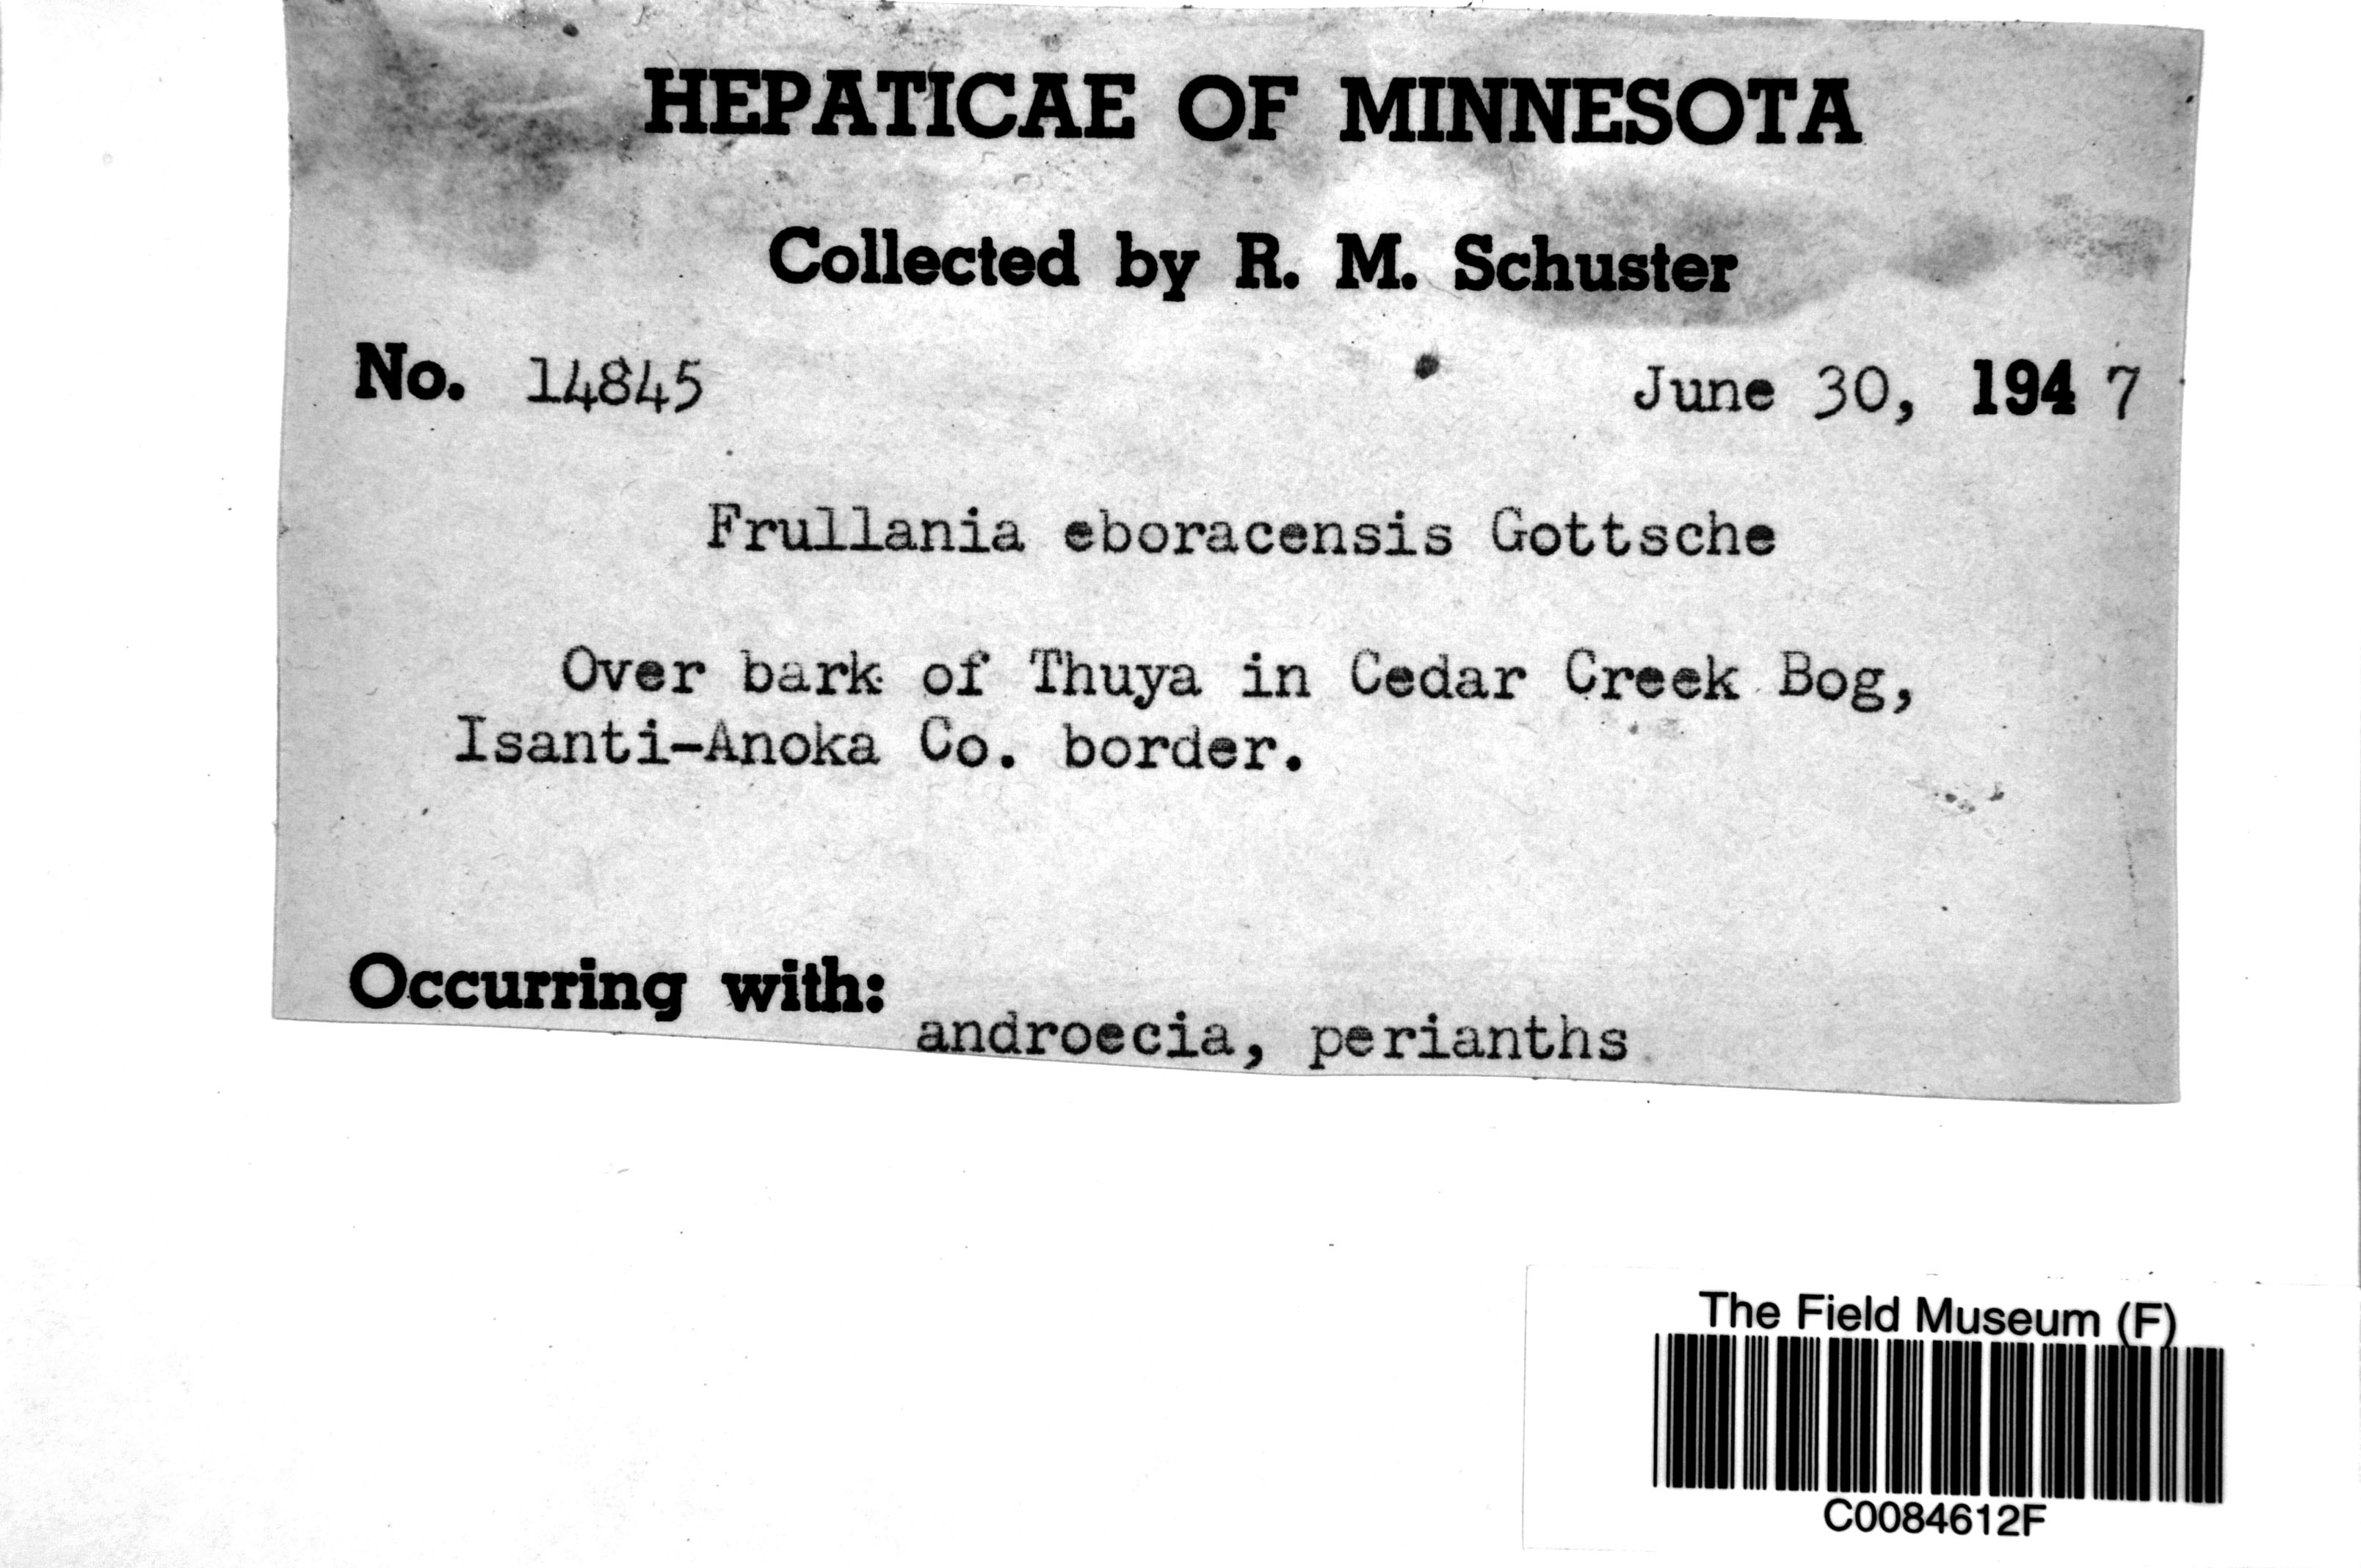 HEPATICAE OF MINNESOTA
Collected by R. M. Schuster
No. 14845 June 30, 1947
Frullania eboracensis Gottsche
Over bark of Thuya in Cedar Creek Bog,
Isanti-Anoka Co. border.
Occurring with: androecia, perianths
The Field Museum (F)
C0084612F